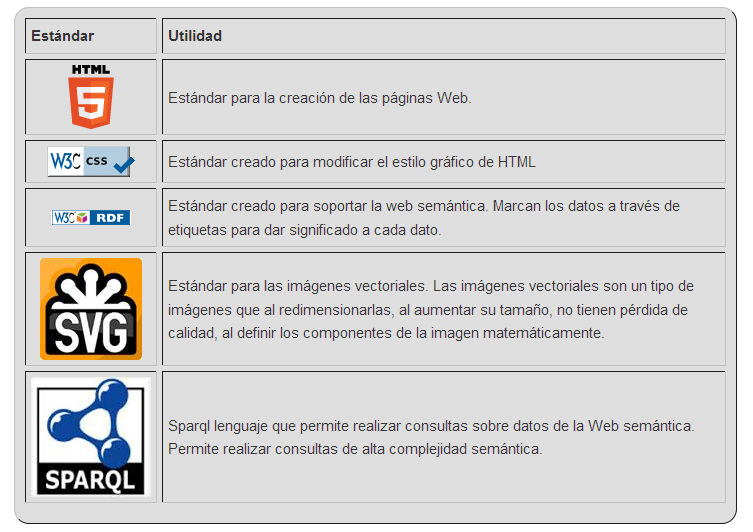 Estándar Utilidad
HTML
5
Estándar para la creación de las páginas Web.
W3C css
Estándar creado para modificar el estilo gráfico de HTML
W3C RDF
Estándar creado para soportar la web semántica. Marcan los datos a través de
etiquetas para dar significado a cada dato.
SVG
Estándar para las imágenes vectoriales. Las imágenes vectoriales son un tipo de
imágenes que al redimensionarlas, al aumentar su tamaño, no tienen pérdida de
calidad, al definir los componentes de la imagen matemáticamente.
SPARQL
Sparql lenguaje que permite realizar consultas sobre datos de la Web semántica.
Permite realizar consultas de alta complejidad semántica.